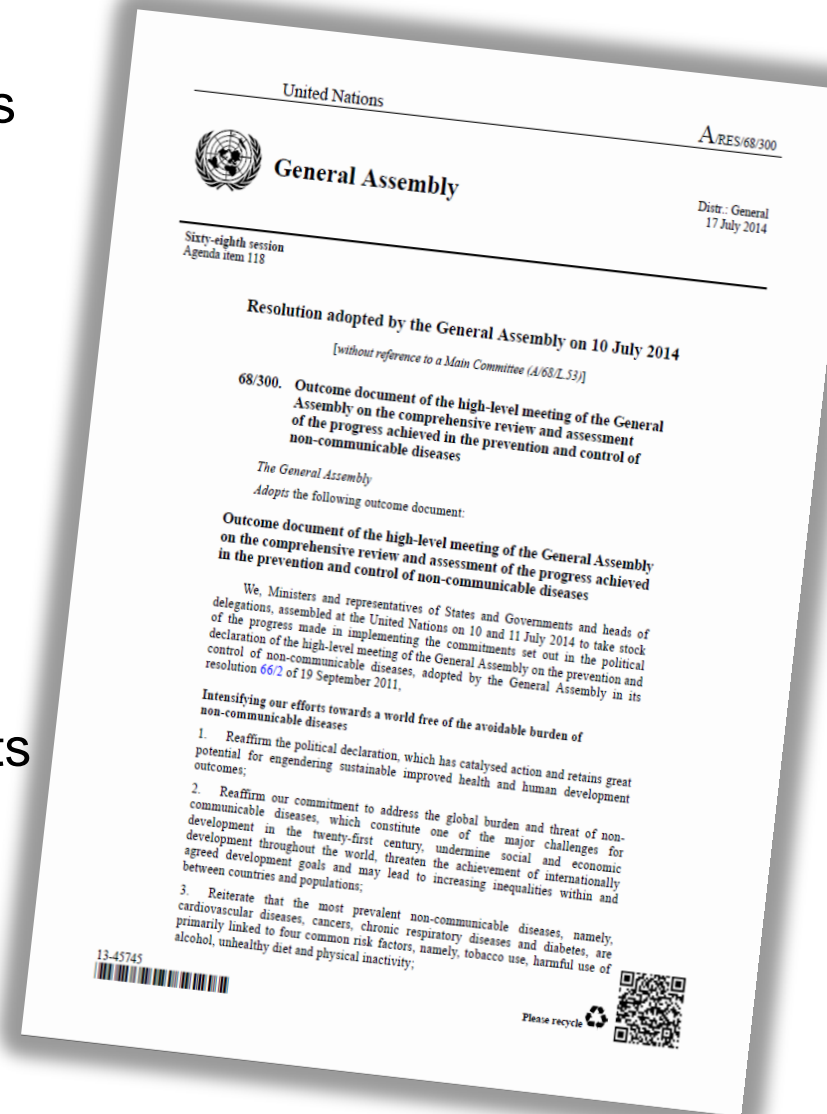 s
United Nations
A/RES/68/300
General Assembly
Distr.: General
17 July 2014
Sixty-eighth session
Agenda item 118
Resolution adopted by the General Assembly on 10 July 2014
[without reference to a Main Committee (A/68/L.53)]
68/300. Outcome document of the high-level meeting of the General
Assembly on the comprehensive review and assessment
of the progress achieved in the prevention and control of
non-communicable diseases
The General Assembly
Adopts the following outcome document:
Outcome document of the high-level meeting of the General Assembly
on the comprehensive review and assessment of the progress achieved
in the prevention and control of non-communicable diseases
We, Ministers and representatives of States and Governments and heads of
delegations, assembled at the United Nations on 10 and 11 July 2014 to take stock
of the progress made in implementing the commitments set out in the political
declaration of the high-level meeting of the General Assembly on the prevention and
control of non-communicable diseases, adopted by the General Assembly in its
resolution 66/2 of 19 September 2011,
Intensifying our efforts towards a world free of the avoidable burden of
non-communicable diseases
ts
1. Reaffirm the political declaration, which has catalysed action and retains great
potential for engendering sustainable improved health and human development
outcomes;
2. Reaffirm our commitment to address the global burden and threat of non-
communicable diseases, which constitute one of the major challenges for
development in the twenty-first century, undermine social and economic
development throughout the world, threaten the achievement of internationally
agreed development goals and may lead to increasing inequalities within and
between countries and populations;
3. Reiterate that the most prevalent non-communicable diseases, namely,
cardiovascular diseases, cancers, chronic respiratory diseases and diabetes, are
primarily linked to four common risk factors, namely, tobacco use, harmful use of
alcohol, unhealthy diet and physical inactivity;
13-45745
Please recycle